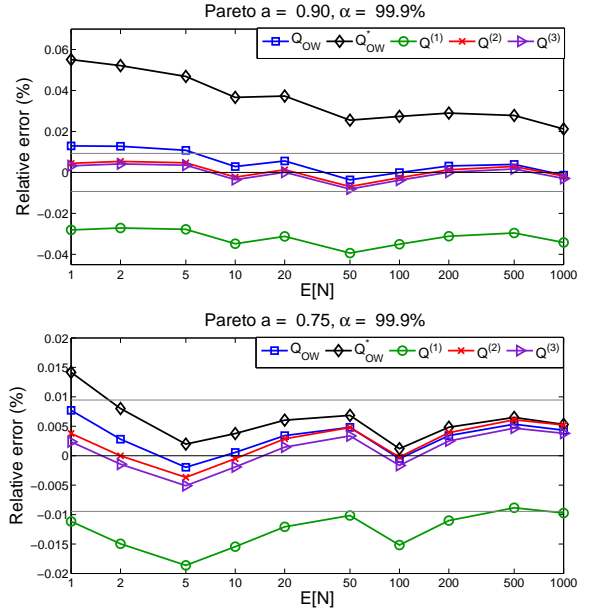 Pareto a = 0.90, α = 99.9%
Q_OW Q*_OW Q^(1) Q^(2) Q^(3)
Relative error (%)
0.06
0.04
0.02
0
−0.02
−0.04
1 2 5 10 20 50 100 200 500 1000
E[N]
Pareto a = 0.75, α = 99.9%
Q_OW Q*_OW Q^(1) Q^(2) Q^(3)
Relative error (%)
0.02
0.015
0.01
0.005
0
−0.005
−0.01
−0.015
−0.02
1 2 5 10 20 50 100 200 500 1000
E[N]